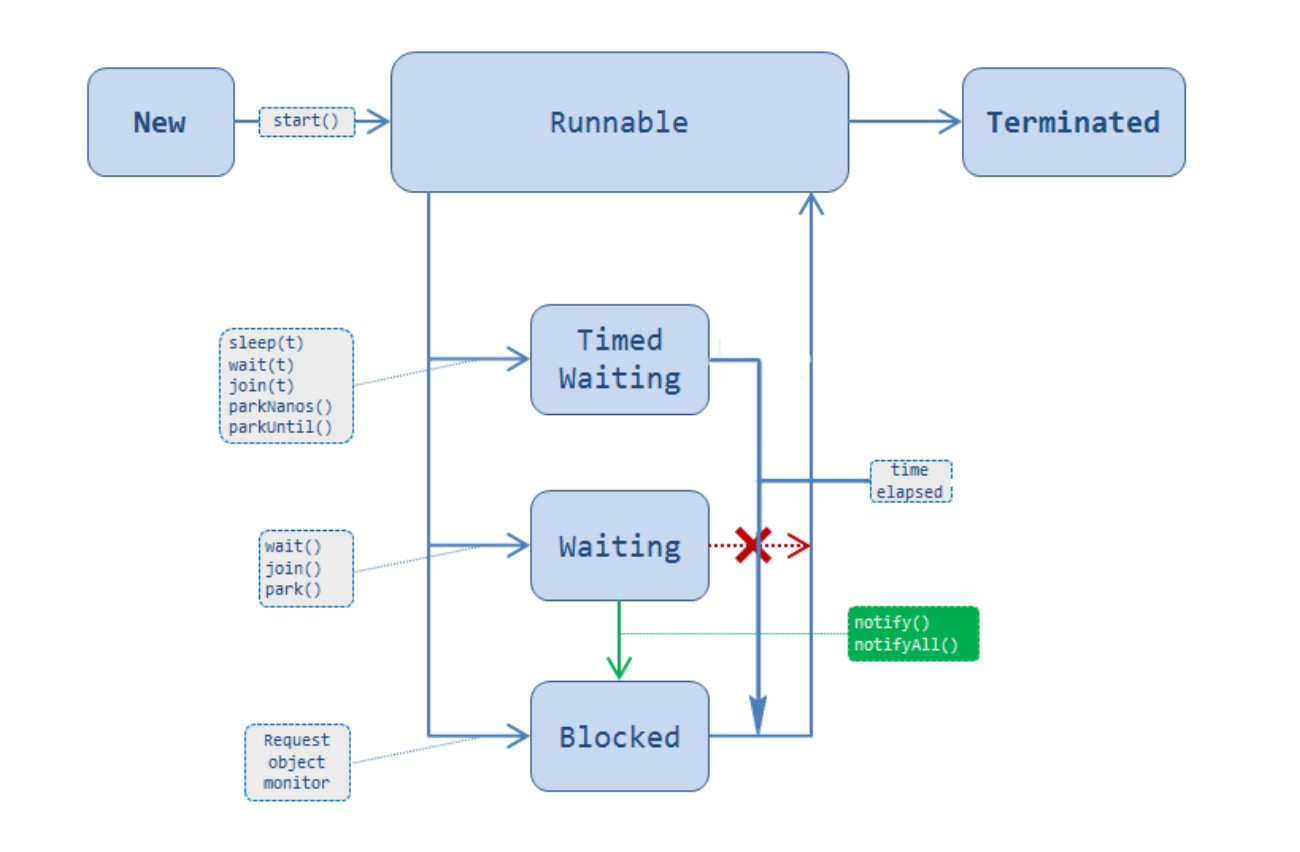 New
start()
Runnable
Terminated
sleep(t)
wait(t)
join(t)
parkNanos()
parkUntil()
Timed
Waiting
time
elapsed
wait()
join()
park()
Waiting
notify()
notifyAll()
Request
object
monitor
Blocked